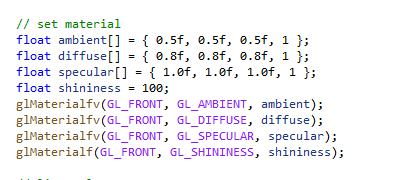 // set material
float ambient[] = { 0.5f, 0.5f, 0.5f, 1 };
float diffuse[] = { 0.8f, 0.8f, 0.8f, 1 };
float specular[] = { 1.0f, 1.0f, 1.0f, 1 };
float shininess = 100;
glMaterialfv(GL_FRONT, GL_AMBIENT, ambient);
glMaterialfv(GL_FRONT, GL_DIFFUSE, diffuse);
glMaterialfv(GL_FRONT, GL_SPECULAR, specular);
glMaterialf(GL_FRONT, GL_SHININESS, shininess);